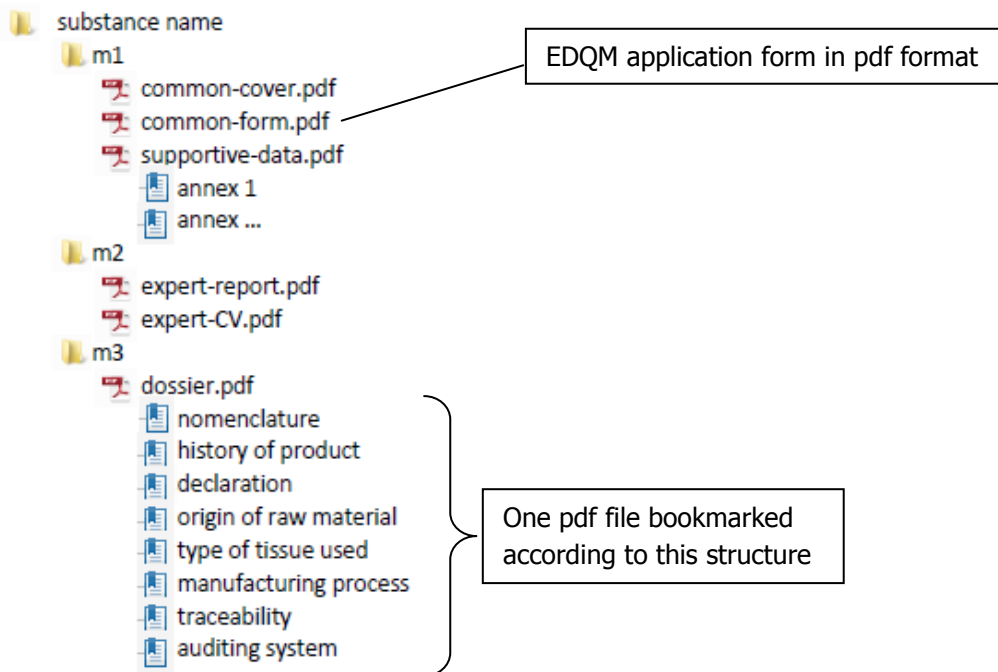 substance name
m1
EDQM application form in pdf format
common-cover.pdf
common-form.pdf
supportive-data.pdf
annex 1
annex ...
m2
expert-report.pdf
expert-CV.pdf
m3
dossier.pdf
nomenclature
history of product
declaration
origin of raw material
type of tissue used
manufacturing process
traceability
auditing system
One pdf file bookmarked
according to this structure